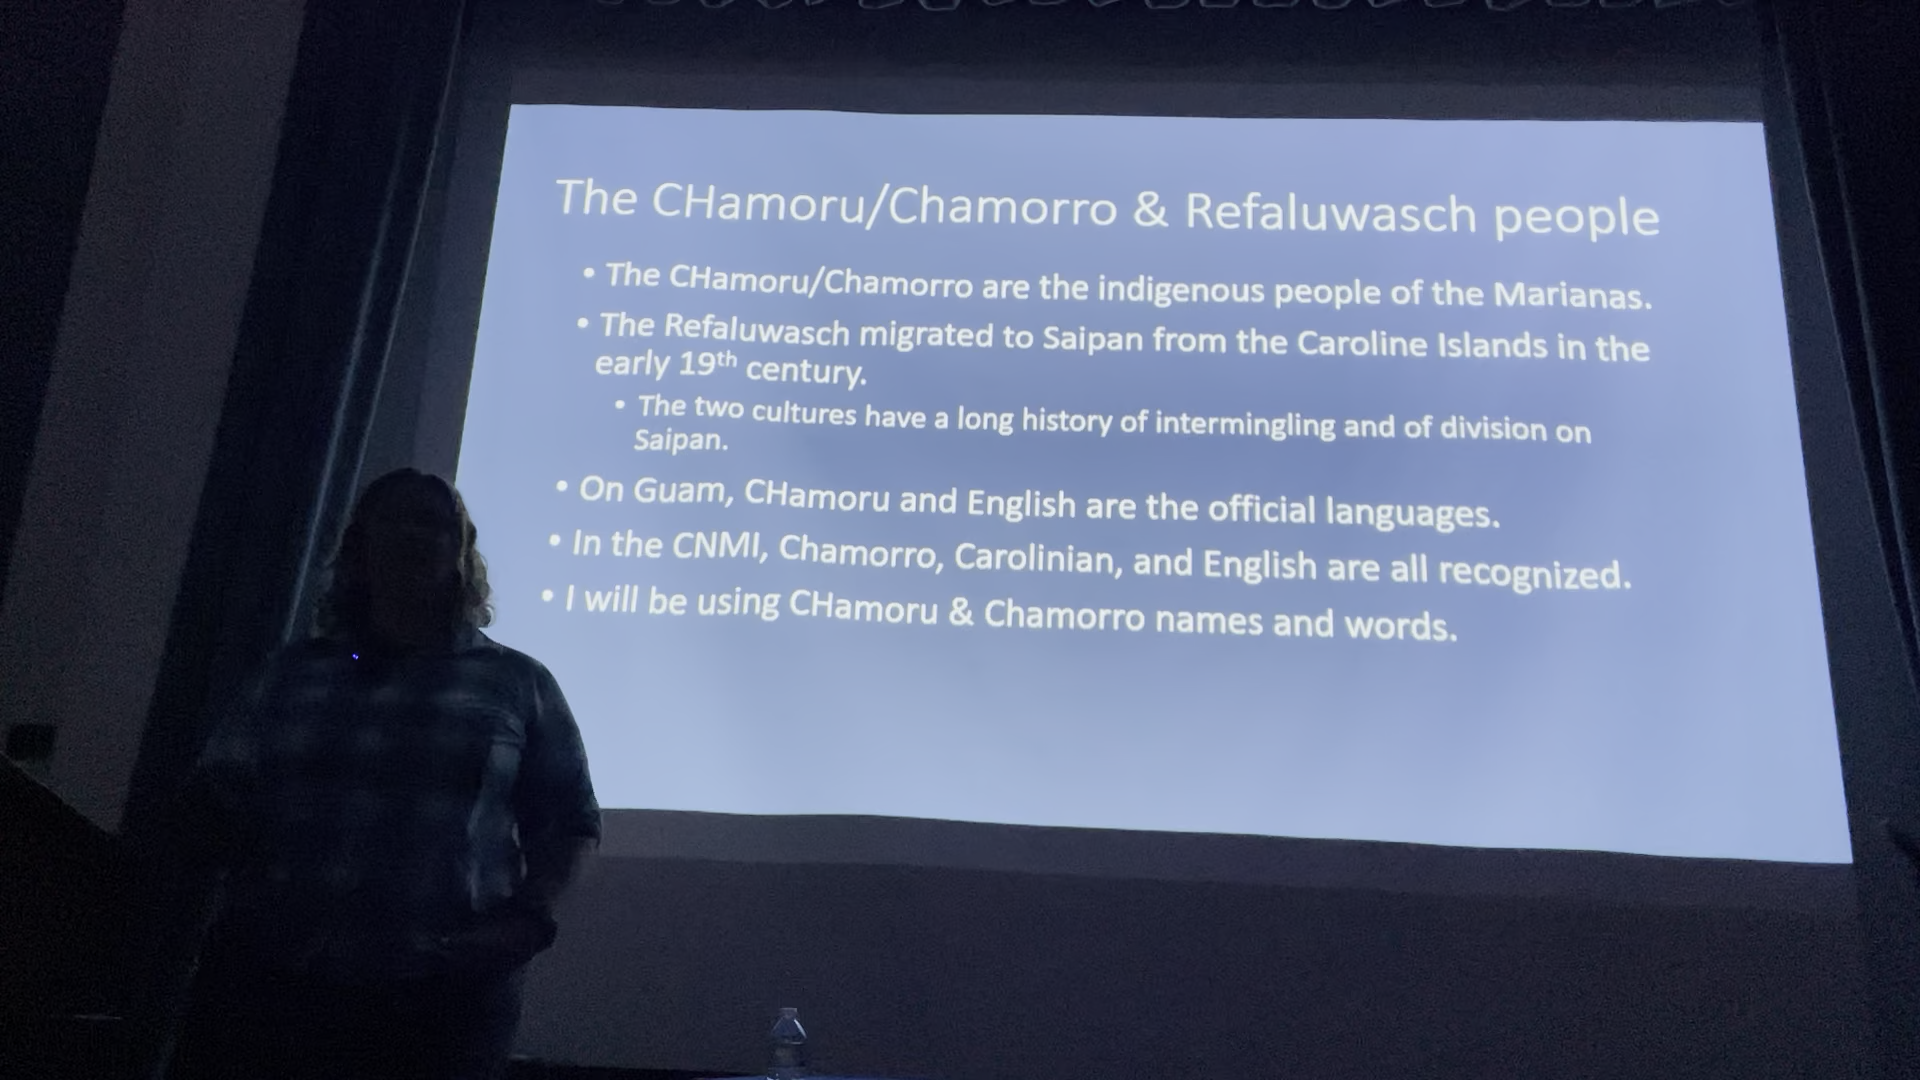 The CHamoru/Chamorro & Refaluwasch people
• The CHamoru/Chamorro are the indigenous people of the Marianas.
• The Refaluwasch migrated to Saipan from the Caroline Islands in the
early 19th century.
• The two cultures have a long history of intermingling and of division on
Saipan.
• On Guam, CHamoru and English are the official languages.
• In the CNMI, Chamorro, Carolinian, and English are all recognized.
• I will be using CHamoru & Chamorro names and words.